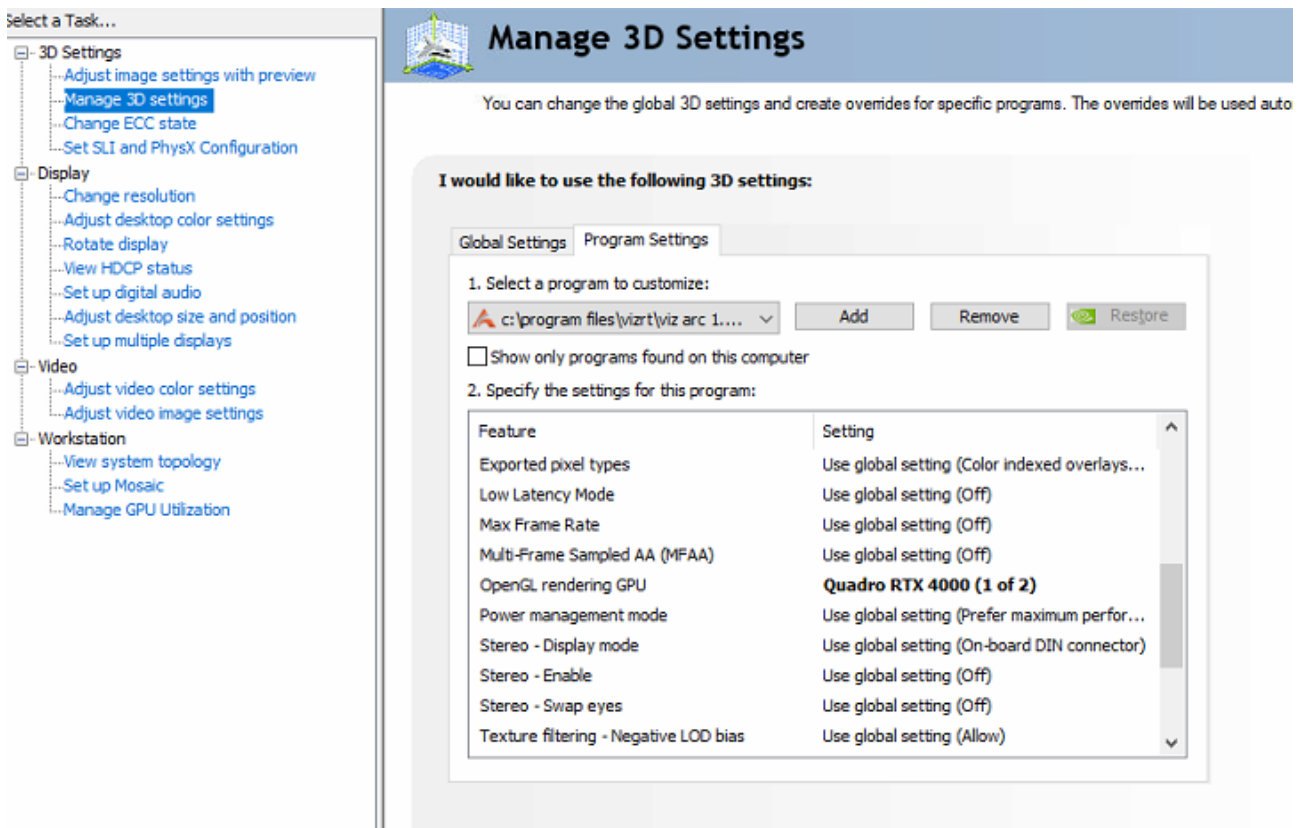 Select a Task...
3D Settings
Adjust image settings with preview
Manage 3D settings
Change ECC state
Set SLI and PhysX Configuration
Display
Change resolution
Adjust desktop color settings
Rotate display
View HDCP status
Set up digital audio
Adjust desktop size and position
Set up multiple displays
Video
Adjust video color settings
Adjust video image settings
Workstation
View system topology
Set up Mosaic
Manage GPU Utilization
Manage 3D Settings
You can change the global 3D settings and create overrides for specific programs. The overrides will be used auto
I would like to use the following 3D settings:
Global Settings Program Settings
1. Select a program to customize:
c:\program files\vizrt\viz arc 1.... Add Remove Restore
Show only programs found on this computer
2. Specify the settings for this program:
Feature Setting
Exported pixel types Use global setting (Color indexed overlays...
Low Latency Mode Use global setting (Off)
Max Frame Rate Use global setting (Off)
Multi-Frame Sampled AA (MFAA) Use global setting (Off)
OpenGL rendering GPU Quadro RTX 4000 (1 of 2)
Power management mode Use global setting (Prefer maximum perfor...
Stereo - Display mode Use global setting (On-board DIN connector)
Stereo - Enable Use global setting (Off)
Stereo - Swap eyes Use global setting (Off)
Texture filtering - Negative LOD bias Use global setting (Allow)